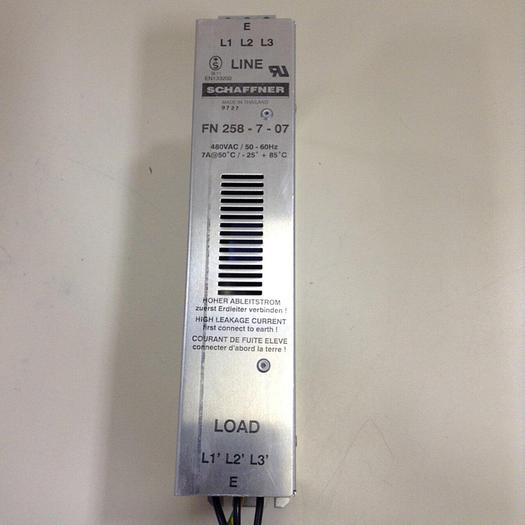 E
L1 L2 L3
LINE
EN133200
SCHAFFNER
MADE IN THAILAND
9727
FN 258 - 7 - 07
480VAC / 50 - 60Hz
7A@50°C / - 25° + 85°C
HOHER ABLEITSTROM
zuerst Erdleiter verbinden !
HIGH LEAKAGE CURRENT
first connect to earth !
COURANT DE FUITE ELEVE
connecter d'abord la terre !
LOAD
L1' L2' L3'
E